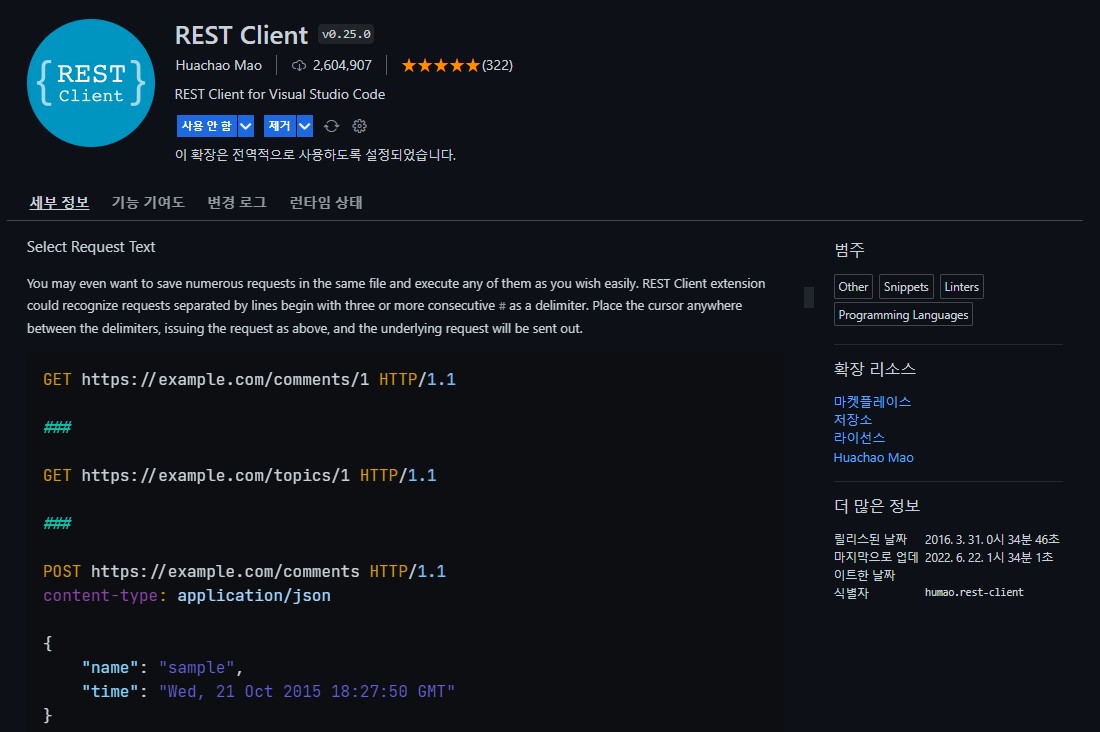 { REST Client }
REST Client v0.25.0
Huachao Mao 2,604,907 (322)
REST Client for Visual Studio Code
사용 안 함 제거
이 확장은 전역적으로 사용하도록 설정되었습니다.
세부 정보 기능 기여도 변경 로그 런타임 상태
Select Request Text
You may even want to save numerous requests in the same file and execute any of them as you wish easily. REST Client extension
could recognize requests separated by lines begin with three or more consecutive # as a delimiter. Place the cursor anywhere
between the delimiters, issuing the request as above, and the underlying request will be sent out.
GET https://example.com/comments/1 HTTP/1.1
###
GET https://example.com/topics/1 HTTP/1.1
###
POST https://example.com/comments HTTP/1.1
content-type: application/json
{
"name": "sample",
"time": "Wed, 21 Oct 2015 18:27:50 GMT"
}
범주
Other Snippets Linters
Programming Languages
확장 리소스
마켓플레이스
저장소
라이선스
Huachao Mao
더 많은 정보
릴리스된 날짜 2016. 3. 31. 0시 34분 46초
마지막으로 업데 2022. 6. 22. 1시 34분 1초
이트한 날짜
식별자 humao.rest-client